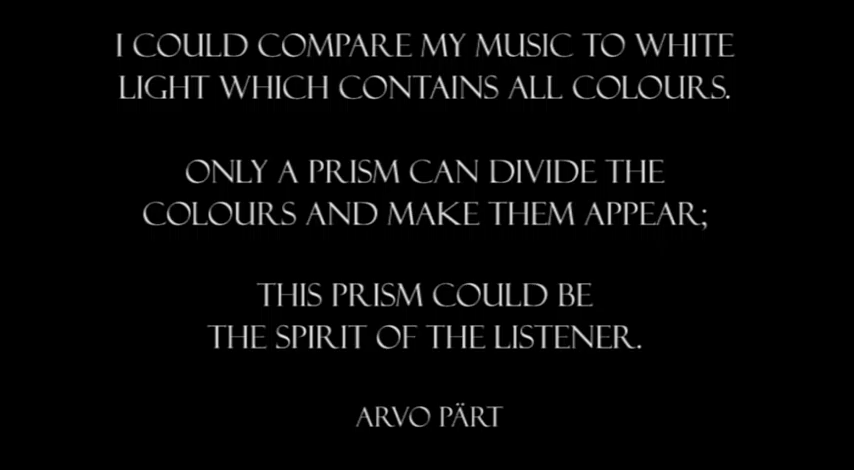 I COULD COMPARE MY MUSIC TO WHITE
LIGHT WHICH CONTAINS ALL COLOURS.
ONLY A PRISM CAN DIVIDE THE
COLOURS AND MAKE THEM APPEAR;
THIS PRISM COULD BE
THE SPIRIT OF THE LISTENER.
ARVO PÄRT